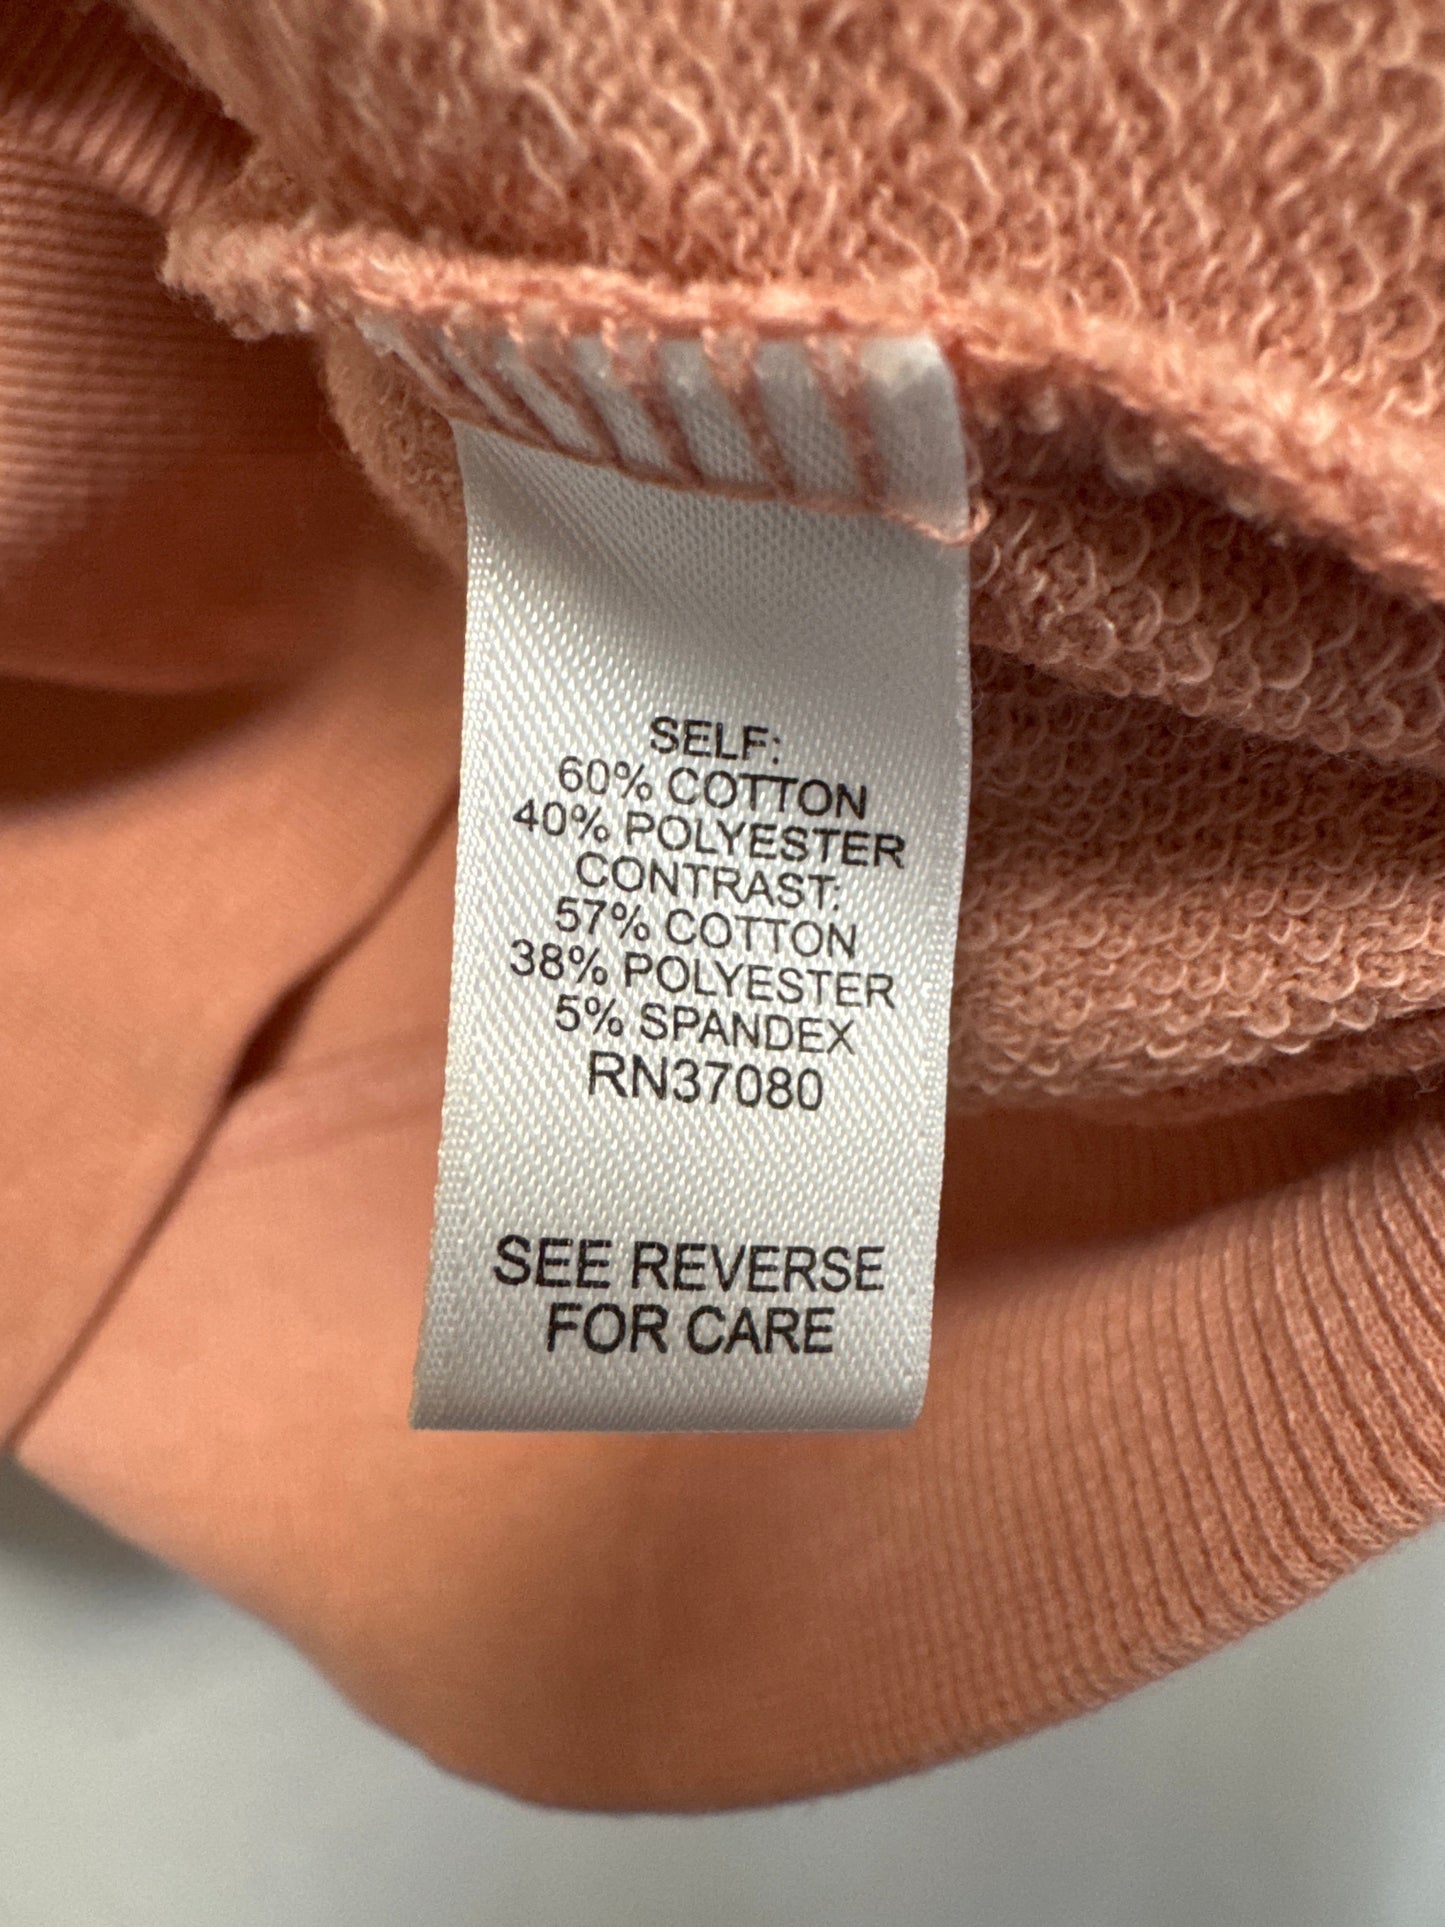 SELF:
60% COTTON
40% POLYESTER
CONTRAST:
57% COTTON
38% POLYESTER
5% SPANDEX
RN37080
SEE REVERSE
FOR CARE